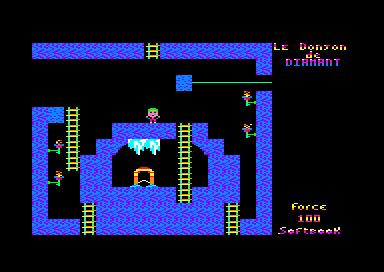 Le Donjon
de
DIAMANT
Force
100
Softbook